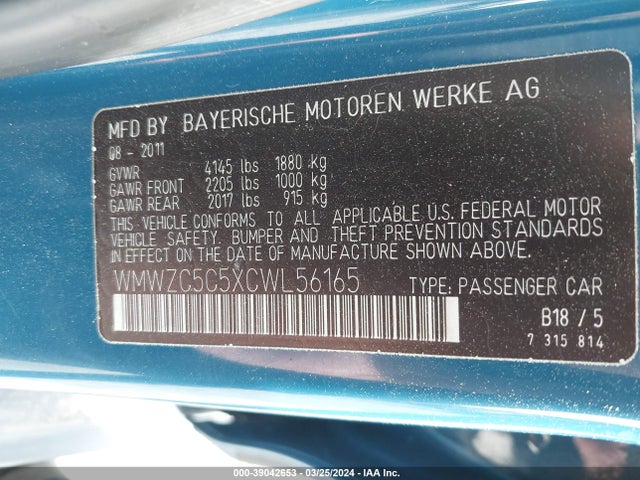 MFD BY BAYERISCHE MOTOREN WERKE AG
08 - 2011
GVWR 4145 lbs 1880 kg
GAWR FRONT 2205 lbs 1000 kg
GAWR REAR 2017 lbs 915 kg
THIS VEHICLE CONFORMS TO ALL APPLICABLE U.S. FEDERAL MOTOR
VEHICLE SAFETY, BUMPER, AND THEFT PREVENTION STANDARDS
IN EFFECT ON THE DATE OF MANUFACTURE SHOWN ABOVE.
WMWZC5C5XCWL56165 TYPE: PASSENGER CAR
B18 / 5
7 315 814
000-39042653 - 03/25/2024 - IAA Inc.